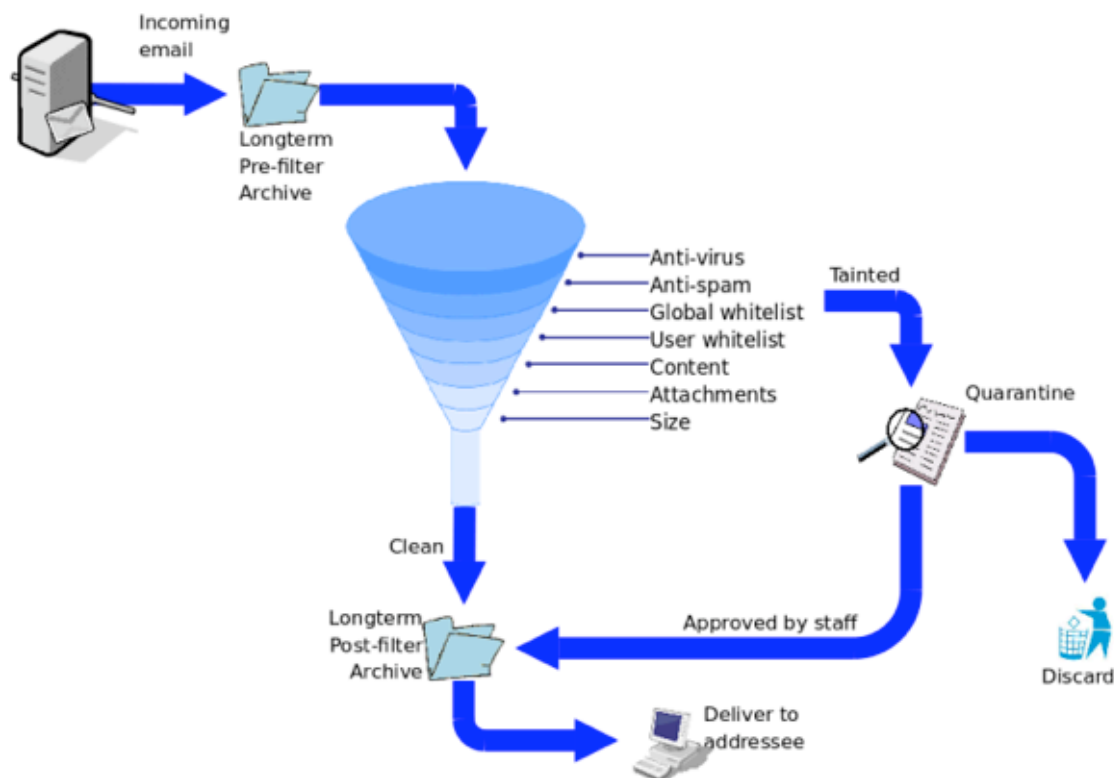 Incoming
email
Longterm
Pre-filter
Archive
Anti-virus
Anti-spam
Global whitelist
User whitelist
Content
Attachments
Size
Tainted
Quarantine
Clean
Longterm
Post-filter
Archive
Approved by staff
Discard
Deliver to
addressee